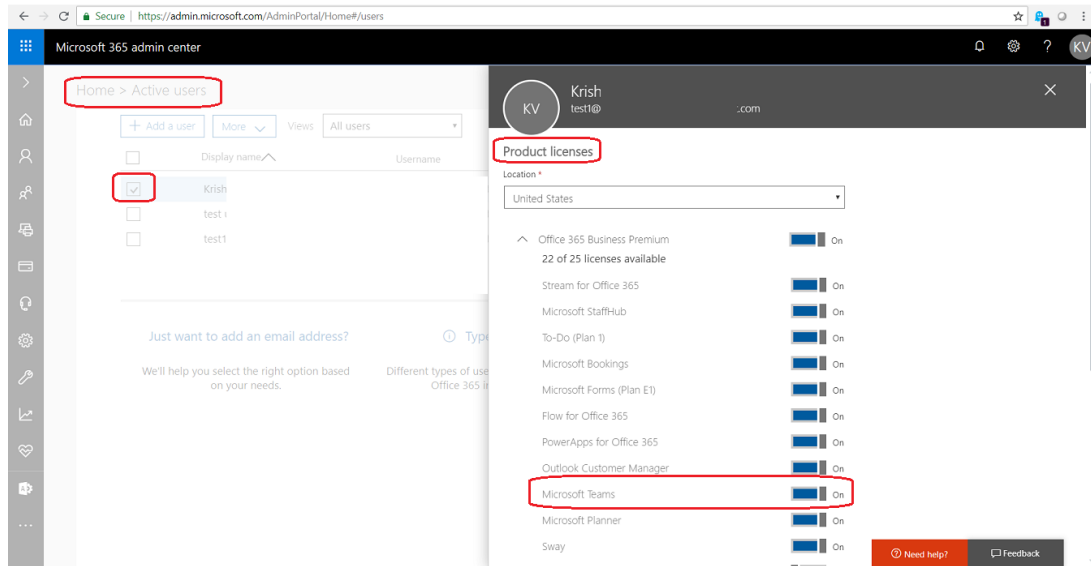 Secure | https://admin.microsoft.com/AdminPortal/Home#/users
Microsoft 365 admin center
KV
Home > Active users
+ Add a user More Views All users
Display name Username
Krish
test
test1
Just want to add an email address?
We'll help you select the right option based
on your needs.
Type
Different types of use
Office 365 i
KV
Krish
test1@ .com
Product licenses
Location *
United States
Office 365 Business Premium On
22 of 25 licenses available
Stream for Office 365 On
Microsoft StaffHub On
To-Do (Plan 1) On
Microsoft Bookings On
Microsoft Forms (Plan E1) On
Flow for Office 365 On
PowerApps for Office 365 On
Outlook Customer Manager On
Microsoft Teams On
Microsoft Planner On
Sway On
Need help? Feedback